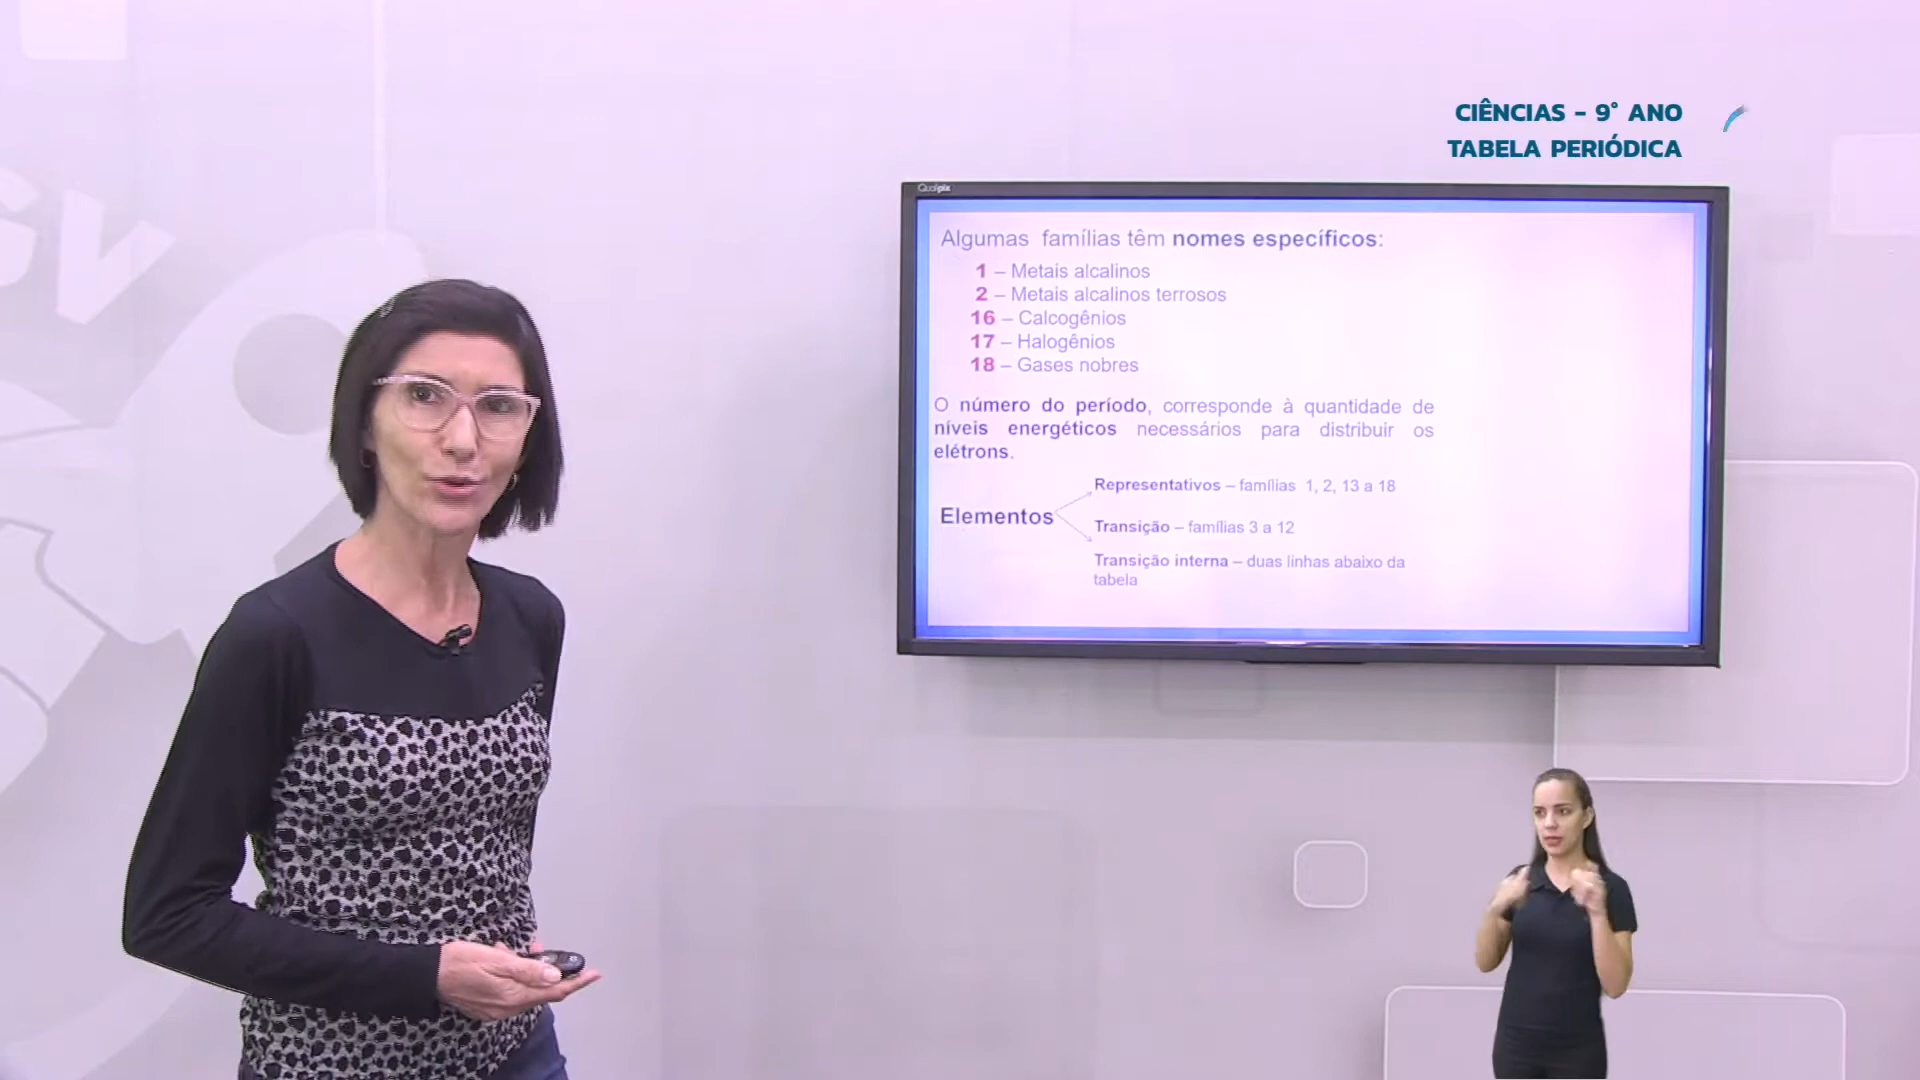 CIÊNCIAS - 9° ANO
TABELA PERIÓDICA
Qualipix
Algumas famílias têm nomes específicos:
1 – Metais alcalinos
2 – Metais alcalinos terrosos
16 – Calcogênios
17 – Halogênios
18 – Gases nobres
O número do período, corresponde à quantidade de
níveis energéticos necessários para distribuir os
elétrons.
Representativos – famílias 1, 2, 13 a 18
Elementos
Transição – famílias 3 a 12
Transição interna – duas linhas abaixo da
tabela